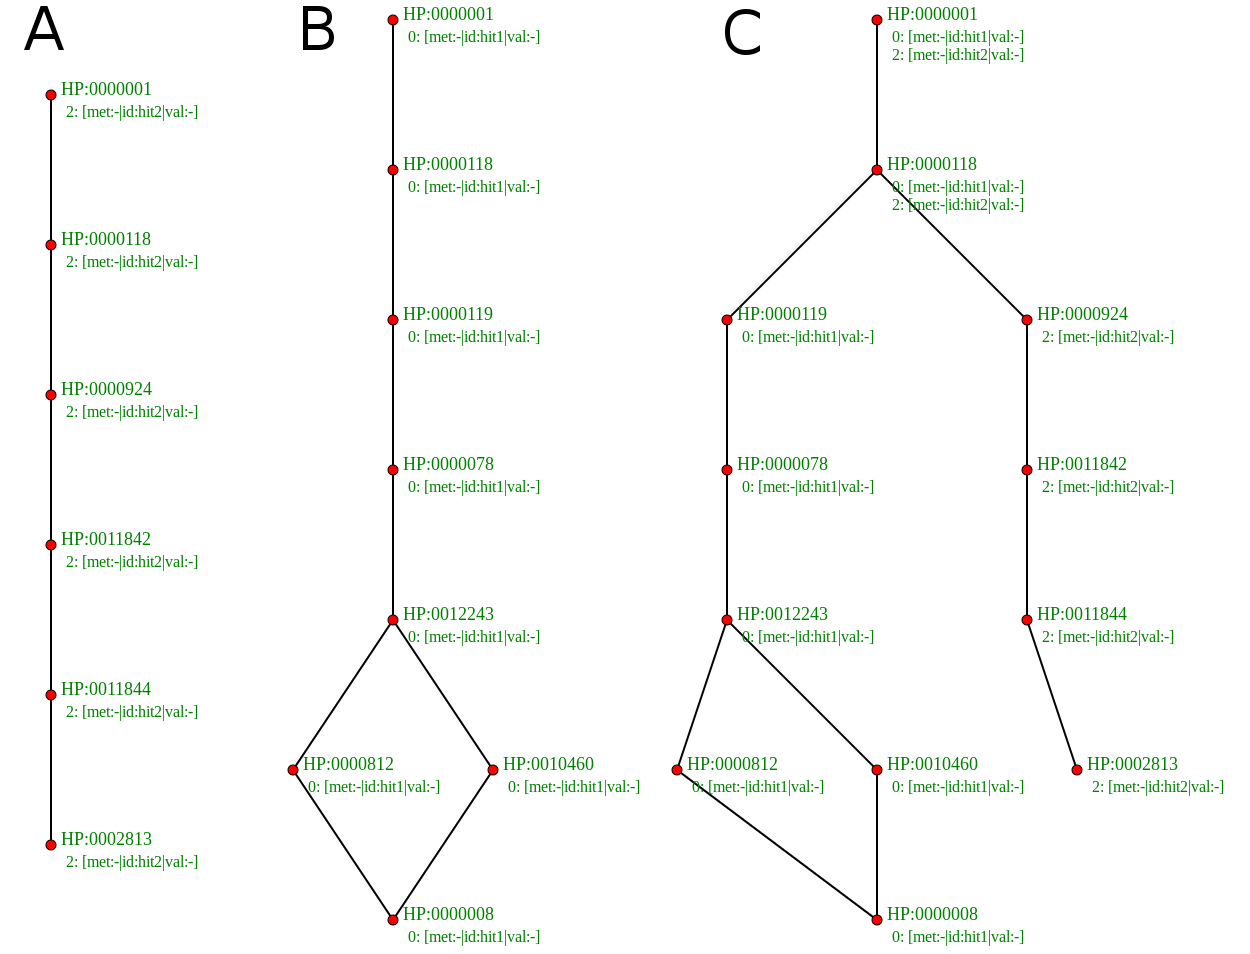 A
HP:0000001
2: [met:-|id:hit2|val:-]
HP:0000118
2: [met:-|id:hit2|val:-]
HP:0000924
2: [met:-|id:hit2|val:-]
HP:0011842
2: [met:-|id:hit2|val:-]
HP:0011844
2: [met:-|id:hit2|val:-]
HP:0002813
2: [met:-|id:hit2|val:-]
B
HP:0000001
0: [met:-|id:hit1|val:-]
HP:0000118
0: [met:-|id:hit1|val:-]
HP:0000119
0: [met:-|id:hit1|val:-]
HP:0000078
0: [met:-|id:hit1|val:-]
HP:0012243
0: [met:-|id:hit1|val:-]
HP:0000812
0: [met:-|id:hit1|val:-]
HP:0010460
0: [met:-|id:hit1|val:-]
HP:0000008
0: [met:-|id:hit1|val:-]
C
HP:0000001
0: [met:-|id:hit1|val:-]
2: [met:-|id:hit2|val:-]
HP:0000118
0: [met:-|id:hit1|val:-]
2: [met:-|id:hit2|val:-]
HP:0000119
0: [met:-|id:hit1|val:-]
HP:0000924
2: [met:-|id:hit2|val:-]
HP:0000078
0: [met:-|id:hit1|val:-]
HP:0011842
2: [met:-|id:hit2|val:-]
HP:0012243
0: [met:-|id:hit1|val:-]
HP:0011844
2: [met:-|id:hit2|val:-]
HP:0000812
0: [met:-|id:hit1|val:-]
HP:0010460
0: [met:-|id:hit1|val:-]
HP:0002813
2: [met:-|id:hit2|val:-]
HP:0000008
0: [met:-|id:hit1|val:-]